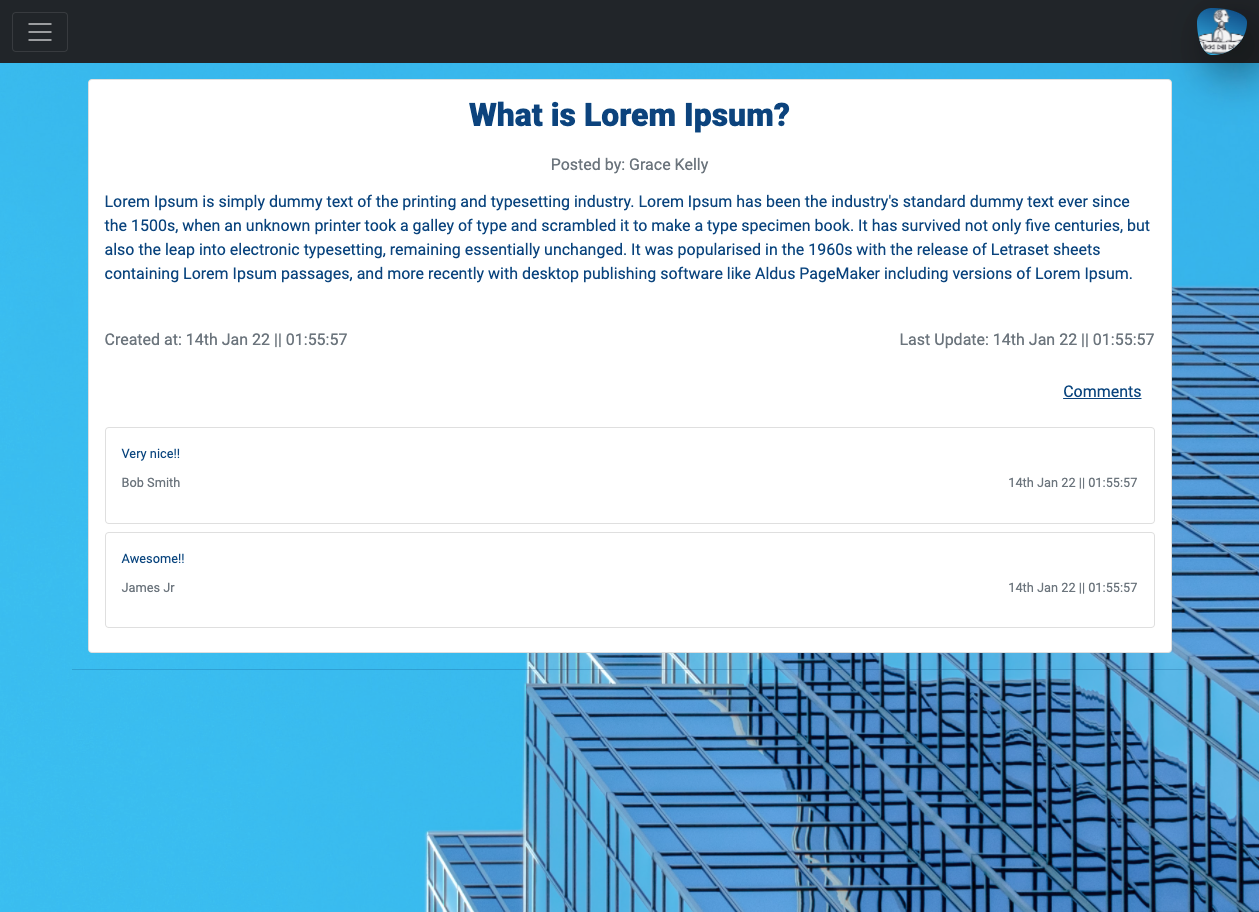 What is Lorem Ipsum?
Posted by: Grace Kelly
Lorem Ipsum is simply dummy text of the printing and typesetting industry. Lorem Ipsum has been the industry's standard dummy text ever since
the 1500s, when an unknown printer took a galley of type and scrambled it to make a type specimen book. It has survived not only five centuries, but
also the leap into electronic typesetting, remaining essentially unchanged. It was popularised in the 1960s with the release of Letraset sheets
containing Lorem Ipsum passages, and more recently with desktop publishing software like Aldus PageMaker including versions of Lorem Ipsum.
Created at: 14th Jan 22 || 01:55:57 Last Update: 14th Jan 22 || 01:55:57
Comments
Very nice!!
Bob Smith 14th Jan 22 || 01:55:57
Awesome!!
James Jr 14th Jan 22 || 01:55:57